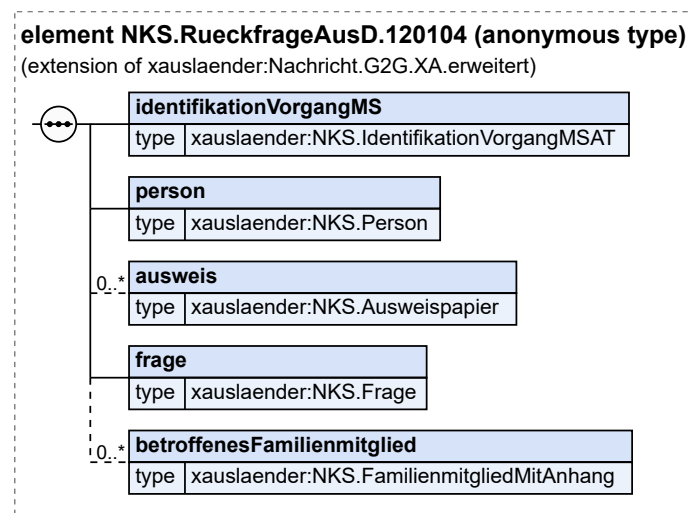 element NKS.RueckfrageAusD.120104 (anonymous type)
(extension of xauslaender:Nachricht.G2G.XA.erweitert)
identifikationVorgangMS
type xauslaender:NKS.IdentifikationVorgangMSAT
person
type xauslaender:NKS.Person
0..* ausweis
type xauslaender:NKS.Ausweispapier
frage
type xauslaender:NKS.Frage
0..* betroffenesFamilienmitglied
type xauslaender:NKS.FamilienmitgliedMitAnhang